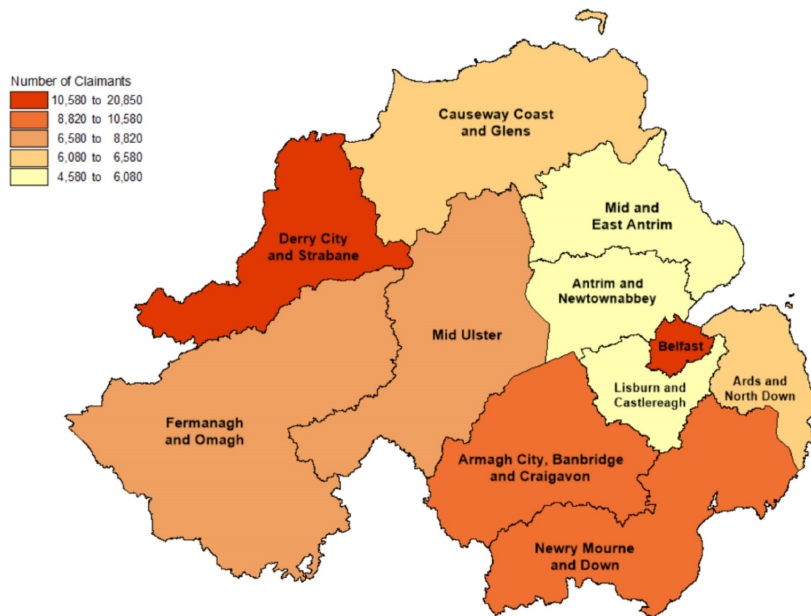 Number of Claimants
10,580 to 20,850
8,820 to 10,580
6,580 to 8,820
6,080 to 6,580
4,580 to 6,080
Causeway Coast
and Glens
Mid and
East Antrim
Derry City
and Strabane
Antrim and
Newtownabbey
Mid Ulster
Belfast
Lisburn and
Castlereagh
Ards and
North Down
Fermanagh
and Omagh
Armagh City, Banbridge
and Craigavon
Newry Mourne
and Down